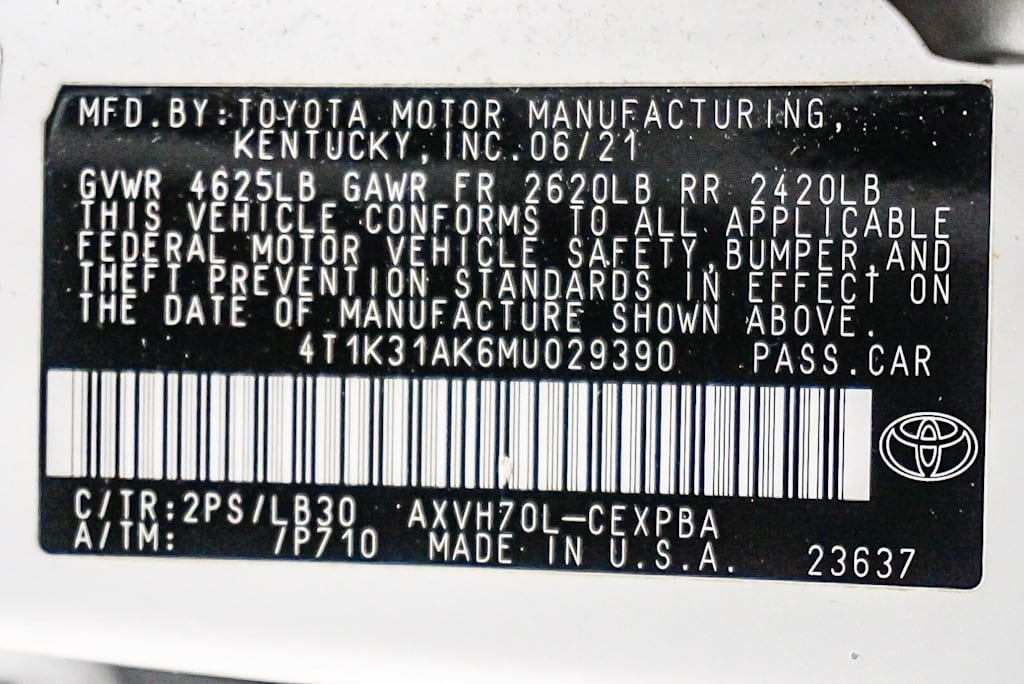 MFD.BY:TOYOTA MOTOR MANUFACTURING,
KENTUCKY,INC.06/21
GVWR 4625LB GAWR FR 2620LB RR 2420LB
THIS VEHICLE CONFORMS TO ALL APPLICABLE
FEDERAL MOTOR VEHICLE SAFETY,BUMPER,AND
THEFT PREVENTION STANDARDS IN EFFECT ON
THE DATE OF MANUFACTURE SHOWN ABOVE.
4T1K31AK6MU029390 PASS.CAR
C/TR:2PS/LB30 AXVH70L-CEXPBA
A/TM: /P710 MADE IN U.S.A. 23637